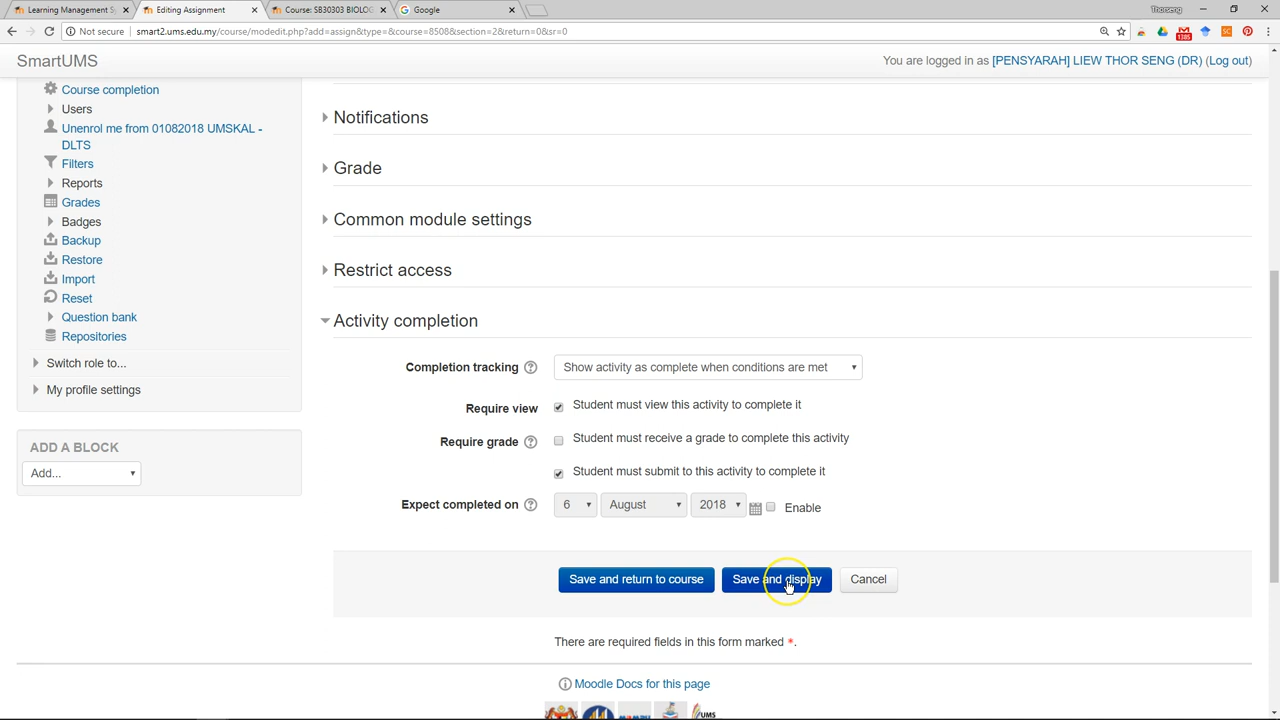 Learning Management Sy
Editing Assignment
Course: SB30303 BIOLOG
Google
Thorseng
Not secure
smart2.ums.edu.my/course/modedit.php?add=assign&type=&course=8508&section=2&return=0&sr=0
1385
SC
SmartUMS
You are logged in as [PENSYARAH] LIEW THOR SENG (DR) (Log out)
Course completion
Users
Unenrol me from 01082018 UMSKAL -
DLTS
Filters
Reports
Grades
Badges
Backup
Restore
Import
Reset
Question bank
Repositories
Switch role to...
My profile settings
ADD A BLOCK
Add...
Notifications
Grade
Common module settings
Restrict access
Activity completion
Completion tracking
Show activity as complete when conditions are met
Require view
Student must view this activity to complete it
Require grade
Student must receive a grade to complete this activity
Student must submit to this activity to complete it
Expect completed on
6 August 2018 Enable
Save and return to course
Save and display
Cancel
There are required fields in this form marked *.
Moodle Docs for this page
UMS